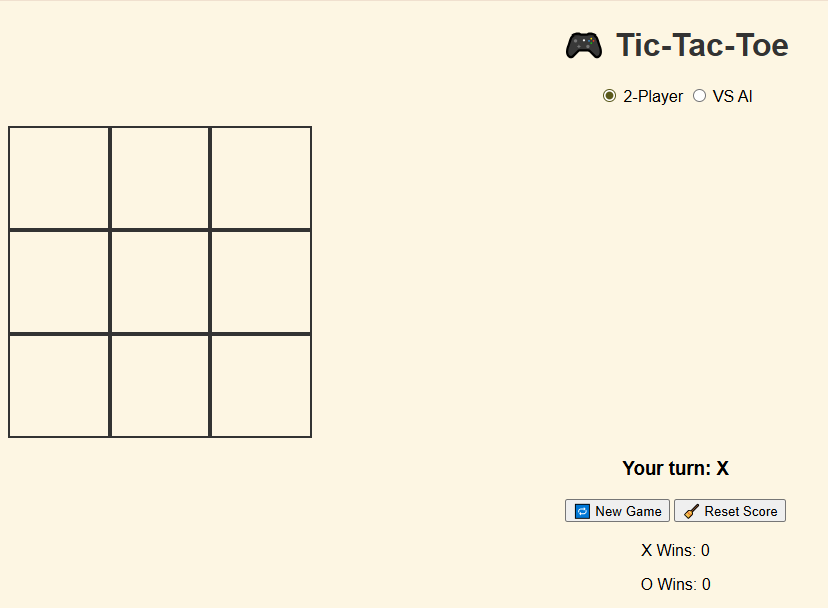 Tic-Tac-Toe
2-Player VS AI
Your turn: X
New Game Reset Score
X Wins: 0
O Wins: 0